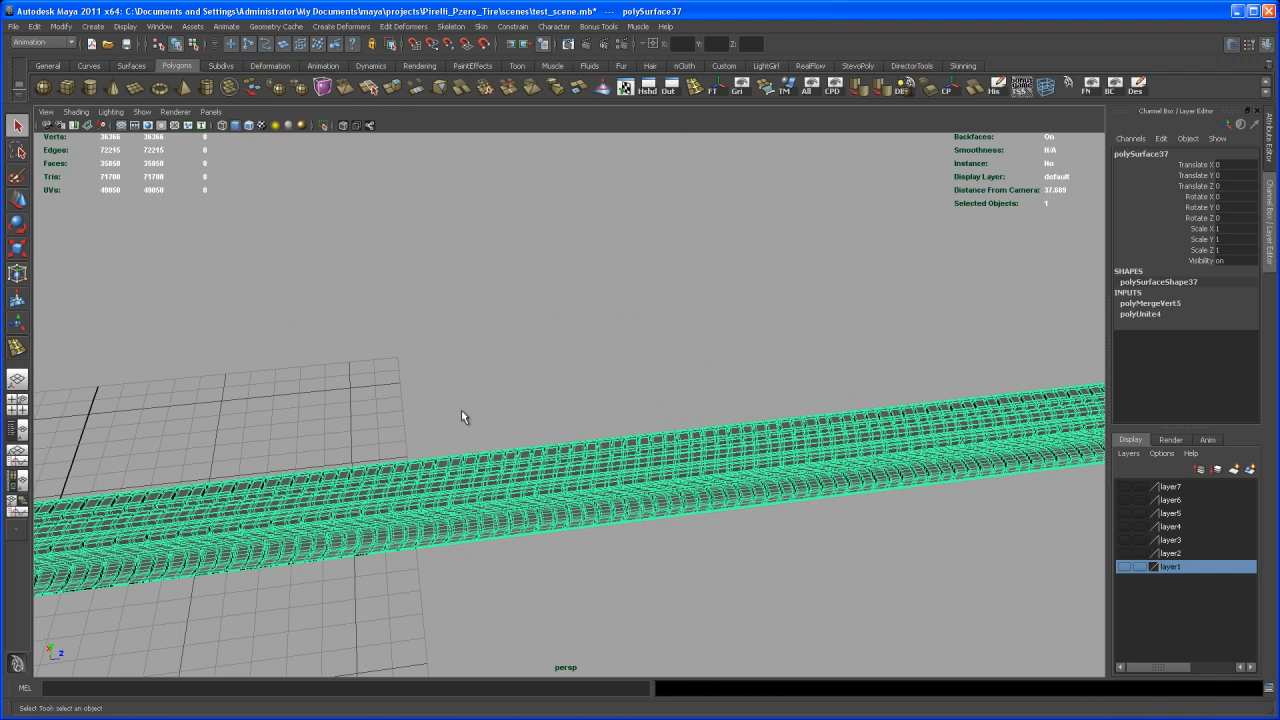 Autodesk Maya 2011 x64: C:\Documents and Settings\Administrator\My Documents\maya\projects\Pirelli_Pzero_Tire\scenes\test_scene.mb* --- polySurface37
File Edit Modify Create Display Window Assets Animate Geometry Cache Create Deformers Edit Deformers Skeleton Skin Constrain Character Muscle Help
Animation X: Y: Z:
General Curves Surfaces Polygons Subdivs Deformation Animation Dynamics Rendering PaintEffects Toon Muscle Fluids Fur Hair nCloth Custom LightGirl RealFlow StevoPoly DirectorTools Skinning
Hshd Out FT Gri TM All CPD CP His FN BC Des
View Shading Lighting Show Renderer Panels
Channel Box / Layer Editor
Channels Edit Object Show
Verts: 36366 36366 0
Edges: 72215 72215 0
Faces: 35850 35850 0
Tris: 71700 71700 0
UVs: 49050 49050 0
Backfaces: On
Smoothness: N/A
Instance: No
Display Layer: default
Distance From Camera: 37.689
Selected Objects: 1
polySurface37
Translate X 0
Translate Y 0
Translate Z 0
Rotate X 0
Rotate Y 0
Rotate Z 0
Scale X 1
Scale Y 1
Scale Z 1
Visibility on
SHAPES
polySurfaceShape37
INPUTS
polyMergeVert5
polyUnite4
Attribute Editor
Channel Box / Layer Editor
Display Render Anim
Layers Options Help
layer7
layer6
layer5
layer4
layer3
layer2
layer1
Z
persp
MEL
Select Tool: select an object